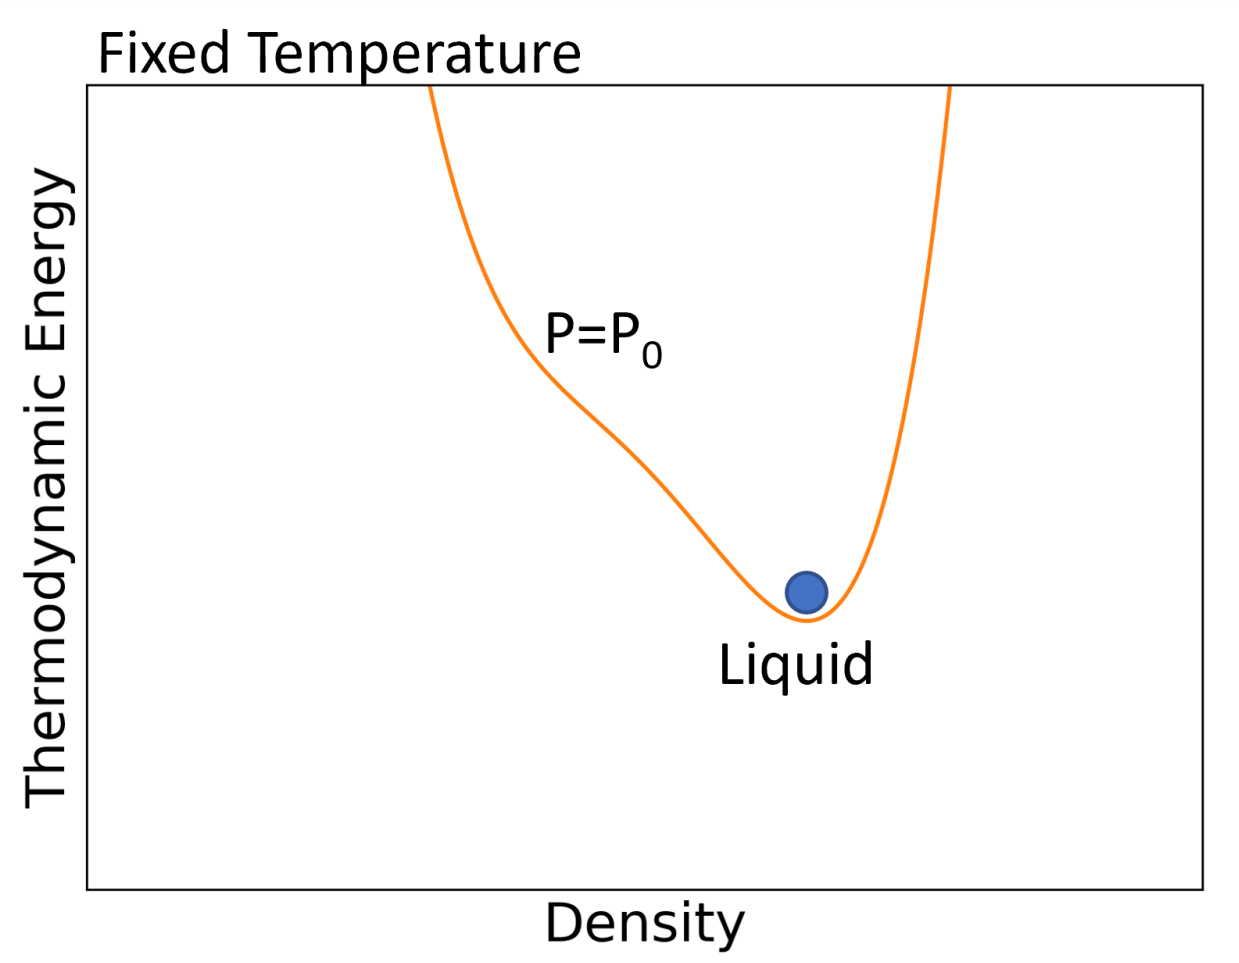 Fixed Temperature
Thermodynamic Energy
P=P₀
Liquid
Density